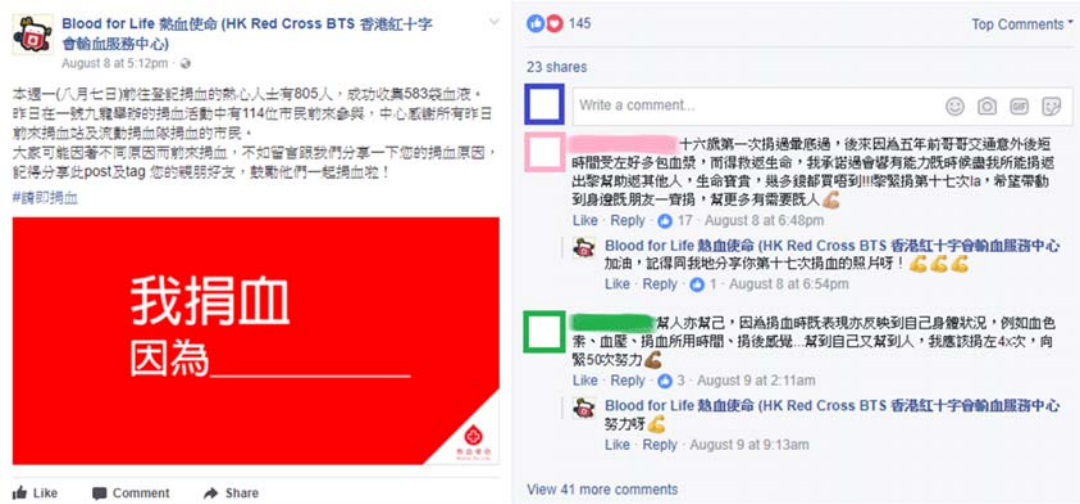 Blood for Life 熱血使命 (HK Red Cross BTS 香港紅十字
會輸血服務中心)
August 8 at 5:12pm ·
本週一(八月七日)前往登記捐血的熱心人士有805人，成功收集583袋血液。
昨日在一號九龍舉辦的捐血活動中有114位市民前來參與，中心感謝所有昨日
前來捐血站及流動捐血隊捐血的市民。
大家可能因著不同原因而前來捐血，不如留言跟我們分享一下您的捐血原因，
記得分享此post及tag 您的親朋好友，鼓勵他們一起捐血啦！
#請即捐血
我捐血
因為__________
熱血使命
Like Comment Share
145 Top Comments
23 shares
Write a comment...
GIF
十六歲第一次捐過暈底過，後來因為五年前哥哥交通意外後短
時間受左好多包血漿，而得救返生命，我承諾過會響有能力既時候盡我所能捐返
出黎幫助返其他人，生命寶貴，幾多錢都買唔到!!!黎緊捐第十七次la，希望帶動
到身邊既朋友一齊捐，幫更多有需要既人💪🏼
Like · Reply · 17 · August 8 at 6:48pm
Blood for Life 熱血使命 (HK Red Cross BTS 香港紅十字會輸血服務中心
加油，記得同我地分享你第十七次捐血的照片呀！💪💪💪
Like · Reply · 1 · August 8 at 6:54pm
幫人亦幫己，因為捐血時既表現亦反映到自己身體狀況，例如血色
素、血壓、捐血所用時間、捐後感覺...幫到自己又幫到人，我應該捐左4x次，向
緊50次努力💪🏾
Like · Reply · 3 · August 9 at 2:11am
Blood for Life 熱血使命 (HK Red Cross BTS 香港紅十字會輸血服務中心
努力呀💪
Like · Reply · August 9 at 9:13am
View 41 more comments